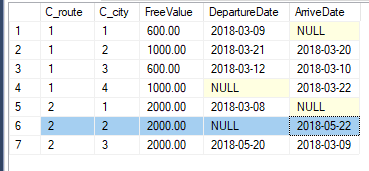 C_route C_city FreeValue DepartureDate ArriveDate
1 1 1 600.00 2018-03-09 NULL
2 1 2 1000.00 2018-03-21 2018-03-20
3 1 3 600.00 2018-03-12 2018-03-10
4 1 4 1000.00 NULL 2018-03-22
5 2 1 2000.00 2018-03-08 NULL
6 2 2 2000.00 NULL 2018-05-22
7 2 3 2000.00 2018-05-20 2018-03-09